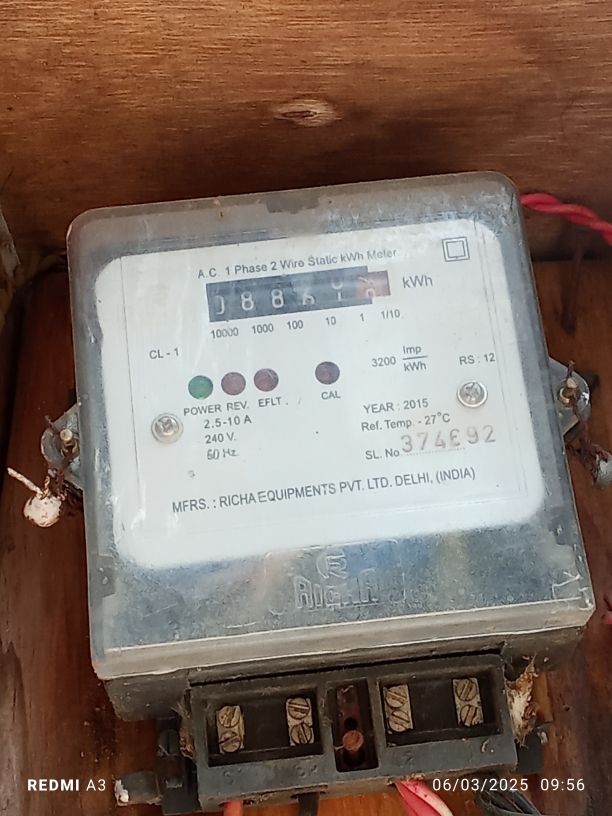 A.C. 1 Phase 2 Wire Static kWh Meter
0886 kWh
10000 1000 100 10 1 1/10
CL - 1
3200 Imp/kWh
RS : 12
POWER REV. EFLT. CAL
2.5-10 A
240 V.
50 Hz.
YEAR : 2015
Ref. Temp. - 27°C
SL. No 374692
MFRS. : RICHA EQUIPMENTS PVT. LTD. DELHI, (INDIA)
REDMI A3
06/03/2025 09:56